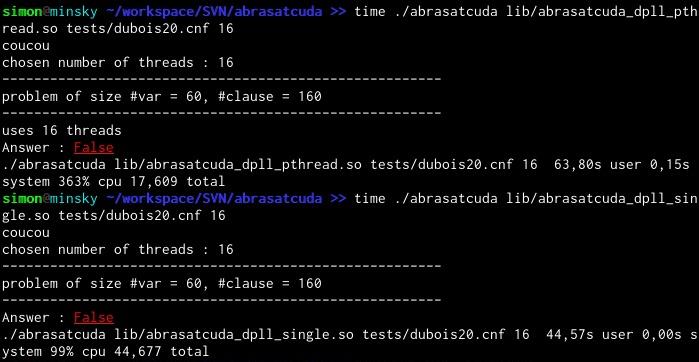 simon@minsky ~/workspace/SVN/abrasatcuda >> time ./abrasatcuda lib/abrasatcuda_dpll_pth
read.so tests/dubois20.cnf 16
coucou
chosen number of threads : 16
------------------------------------------------------
problem of size #var = 60, #clause = 160
------------------------------------------------------
uses 16 threads
Answer : False
./abrasatcuda lib/abrasatcuda_dpll_pthread.so tests/dubois20.cnf 16  63,80s user 0,15s
system 363% cpu 17,609 total
simon@minsky ~/workspace/SVN/abrasatcuda >> time ./abrasatcuda lib/abrasatcuda_dpll_sin
gle.so tests/dubois20.cnf 16
coucou
chosen number of threads : 16
------------------------------------------------------
problem of size #var = 60, #clause = 160
------------------------------------------------------
Answer : False
./abrasatcuda lib/abrasatcuda_dpll_single.so tests/dubois20.cnf 16  44,57s user 0,00s s
ystem 99% cpu 44,677 total